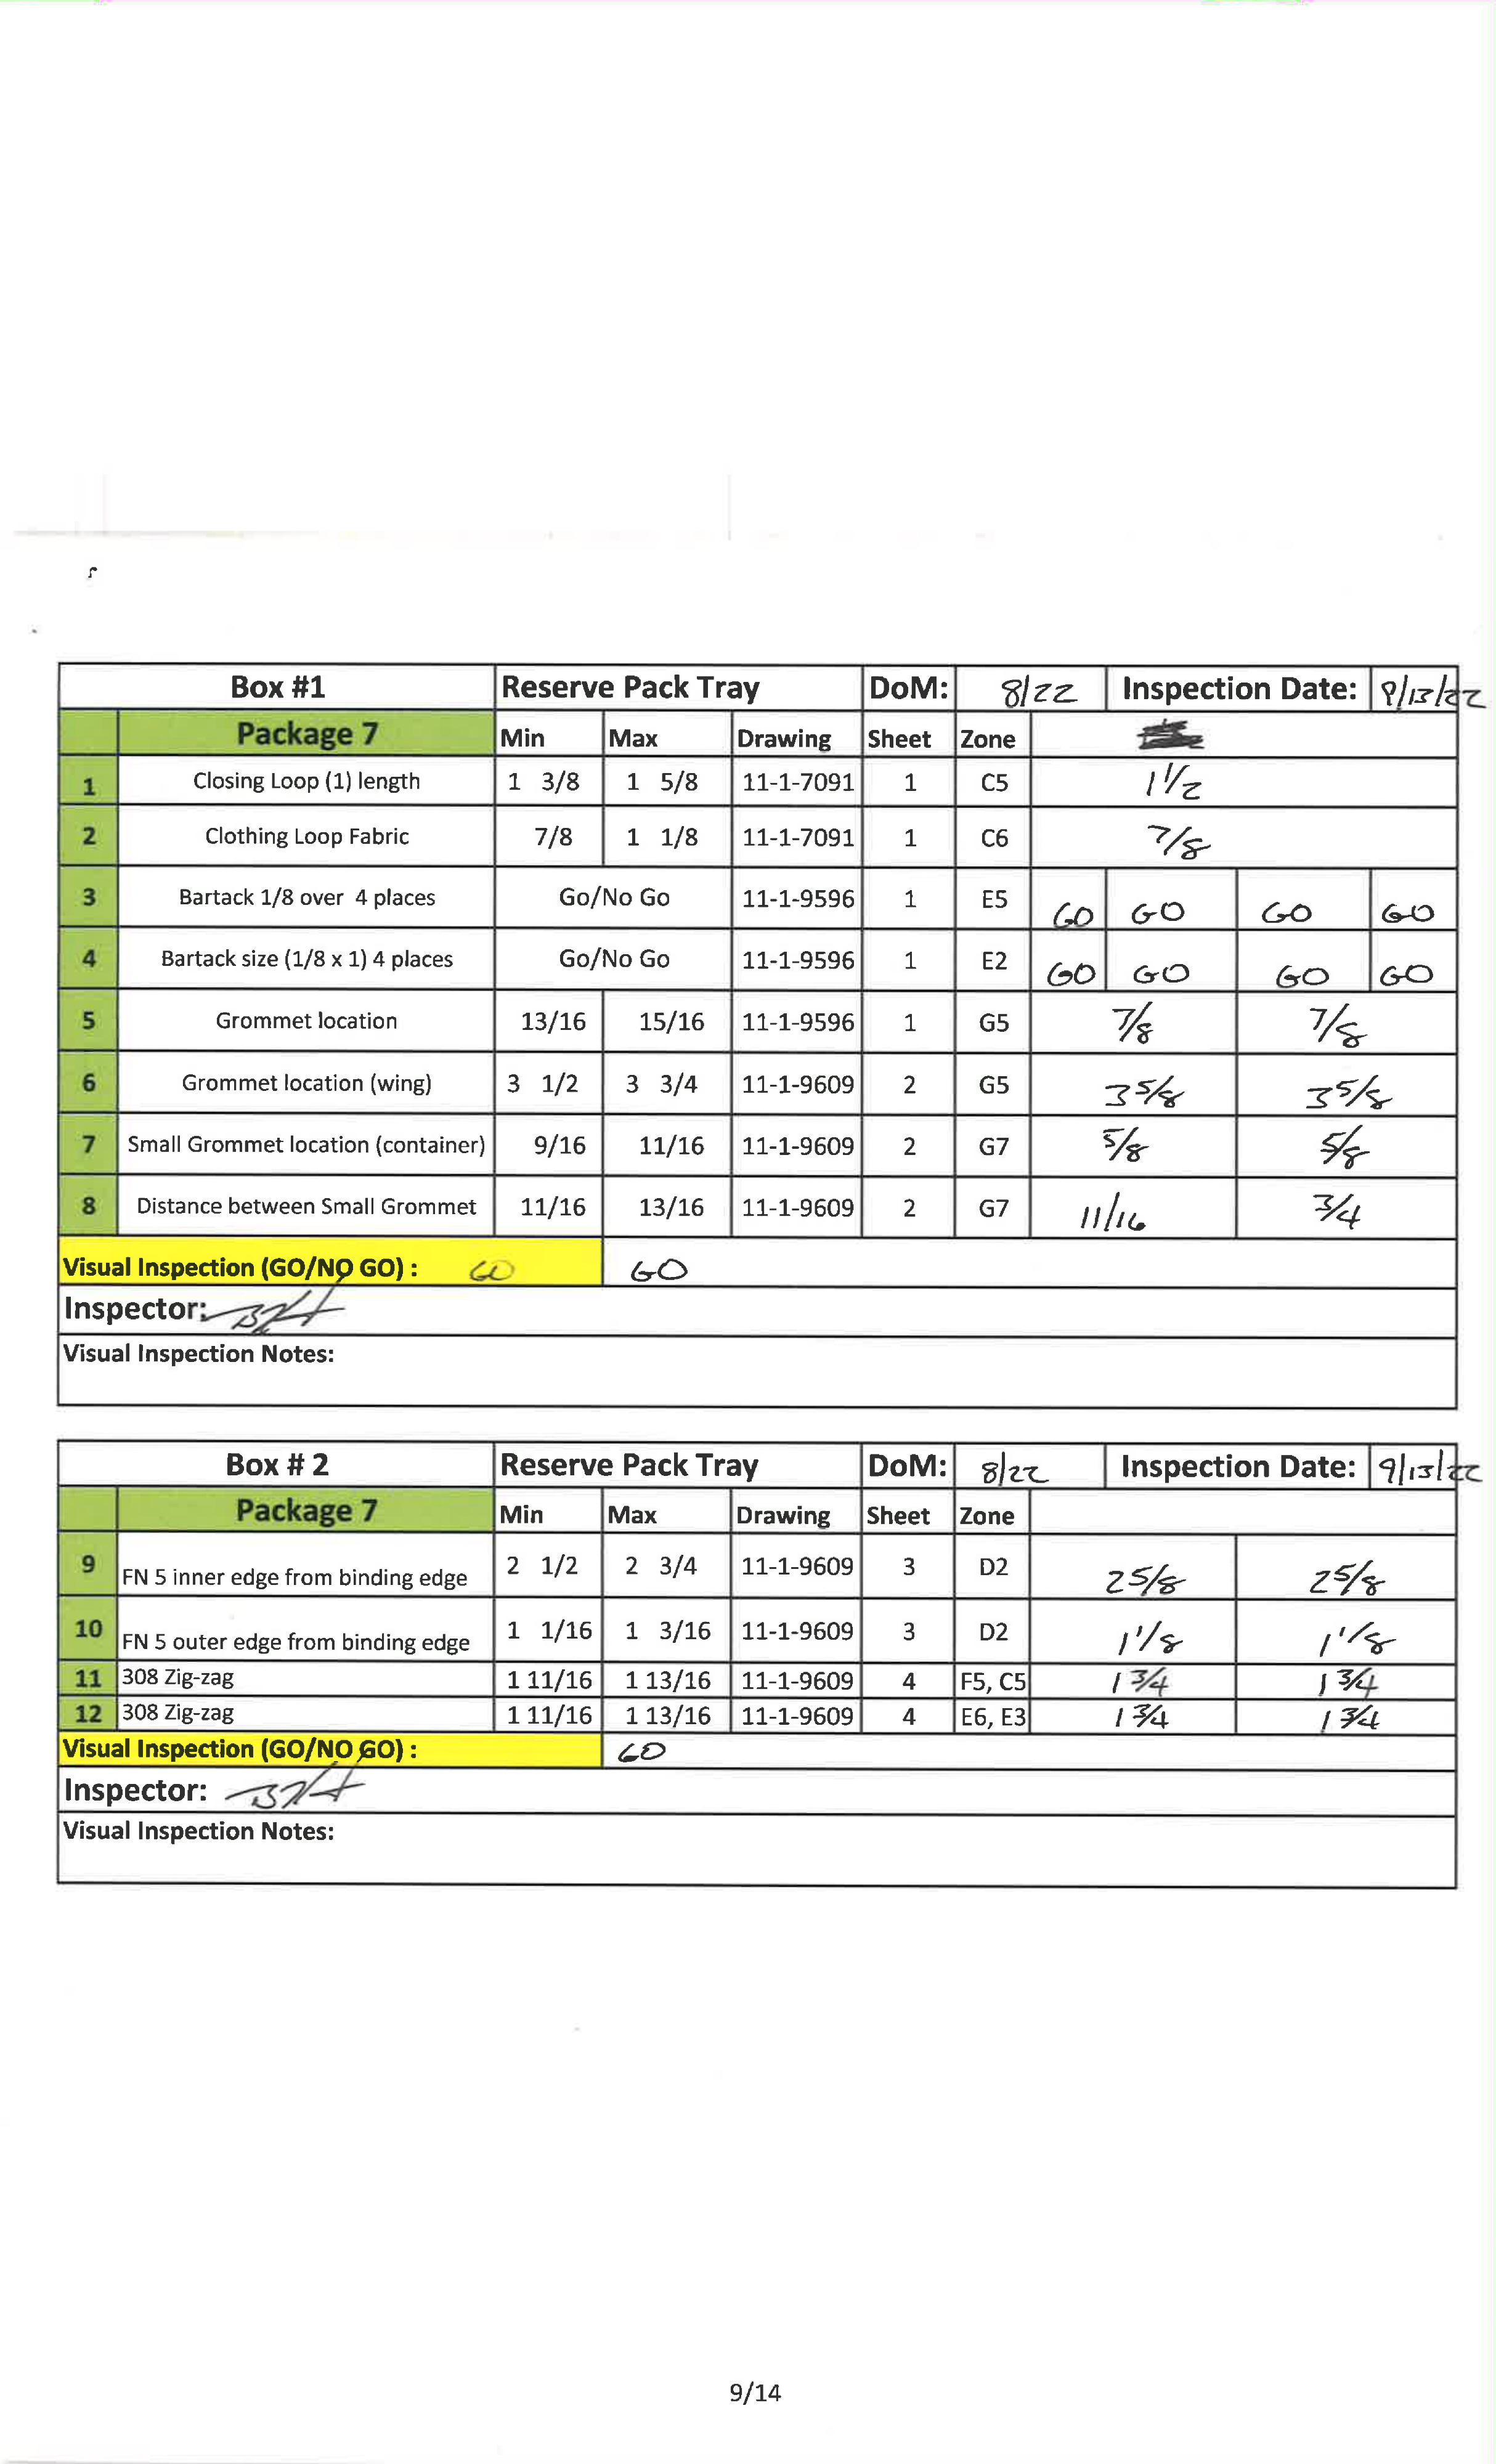 Box #1 Reserve Pack Tray DoM: 8/22 Inspection Date: 9/13/22
Package 7 Min Max Drawing Sheet Zone
1 Closing Loop (1) length 1 3/8 1 5/8 11-1-7091 1 C5 1 1/2
2 Clothing Loop Fabric 7/8 1 1/8 11-1-7091 1 C6 7/8
3 Bartack 1/8 over 4 places Go/No Go 11-1-9596 1 E5 GO GO GO GO
4 Bartack size (1/8 x 1) 4 places Go/No Go 11-1-9596 1 E2 GO GO GO GO
5 Grommet location 13/16 15/16 11-1-9596 1 G5 7/8 7/8
6 Grommet location (wing) 3 1/2 3 3/4 11-1-9609 2 G5 3 5/8 3 5/8
7 Small Grommet location (container) 9/16 11/16 11-1-9609 2 G7 5/8 5/8
8 Distance between Small Grommet 11/16 13/16 11-1-9609 2 G7 11/16 3/4
Visual Inspection (GO/NO GO) : GO GO
Inspector:
Visual Inspection Notes:
Box # 2 Reserve Pack Tray DoM: 8/22 Inspection Date: 9/13/22
Package 7 Min Max Drawing Sheet Zone
9 FN 5 inner edge from binding edge 2 1/2 2 3/4 11-1-9609 3 D2 2 5/8 2 5/8
10 FN 5 outer edge from binding edge 1 1/16 1 3/16 11-1-9609 3 D2 1 1/8 1 1/8
11 308 Zig-zag 1 11/16 1 13/16 11-1-9609 4 F5, C5 1 3/4 1 3/4
12 308 Zig-zag 1 11/16 1 13/16 11-1-9609 4 E6, E3 1 3/4 1 3/4
Visual Inspection (GO/NO GO) : GO
Inspector:
Visual Inspection Notes:
9/14